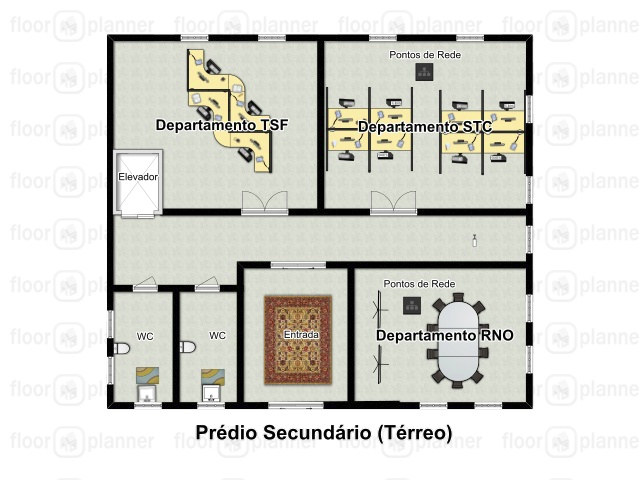 floorplanner
Pontos de Rede
Departamento TSF
Departamento STC
Elevador
Pontos de Rede
WC
WC
Entrada
Departamento RNO
Prédio Secundário (Térreo)